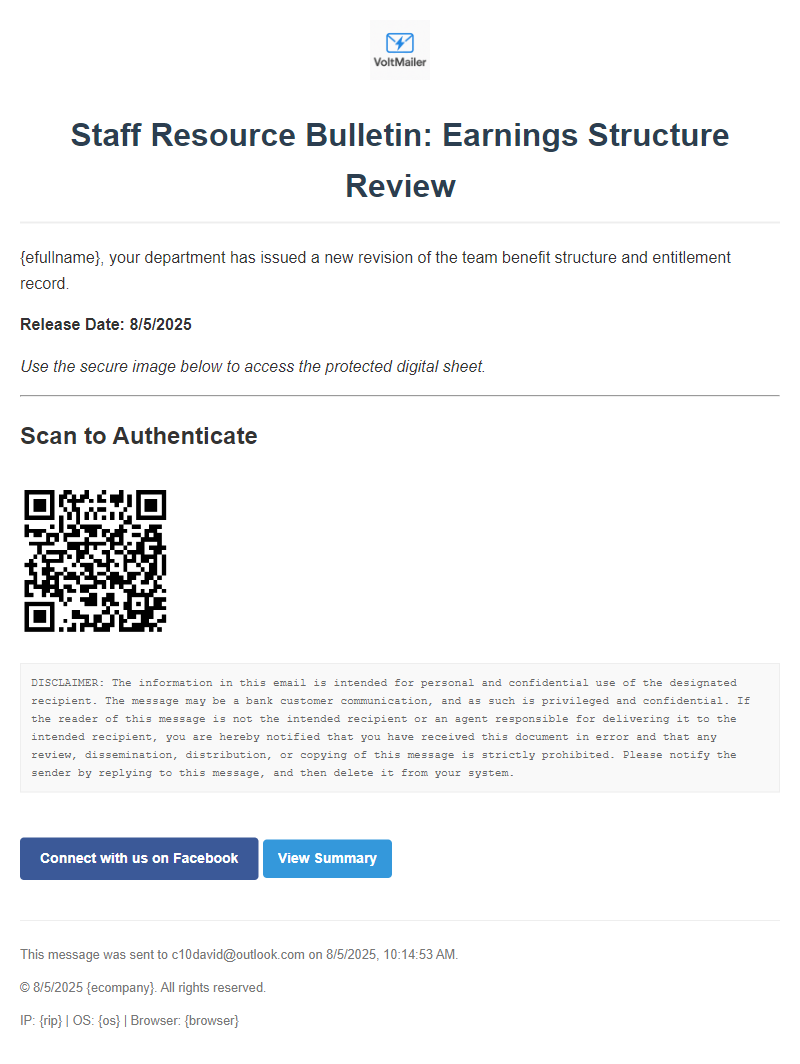 VoltMailer
Staff Resource Bulletin: Earnings Structure
Review
{efullname}, your department has issued a new revision of the team benefit structure and entitlement
record.
Release Date: 8/5/2025
Use the secure image below to access the protected digital sheet.
Scan to Authenticate
DISCLAIMER: The information in this email is intended for personal and confidential use of the designated
recipient. The message may be a bank customer communication, and as such is privileged and confidential. If
the reader of this message is not the intended recipient or an agent responsible for delivering it to the
intended recipient, you are hereby notified that you have received this document in error and that any
review, dissemination, distribution, or copying of this message is strictly prohibited. Please notify the
sender by replying to this message, and then delete it from your system.
Connect with us on Facebook View Summary
This message was sent to c10david@outlook.com on 8/5/2025, 10:14:53 AM.
© 8/5/2025 {ecompany}. All rights reserved.
IP: {rip} | OS: {os} | Browser: {browser}